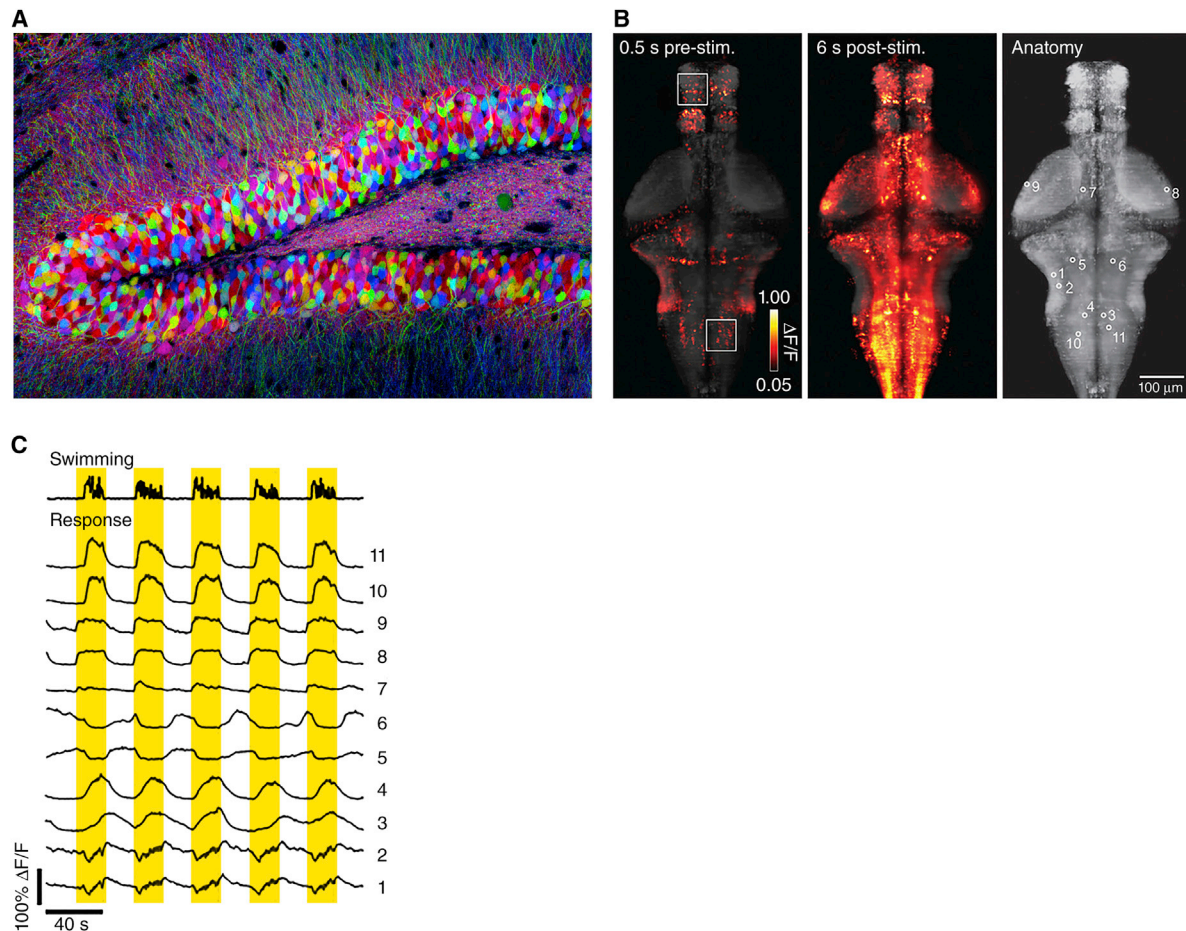 A
B
0.5 s pre-stim.
6 s post-stim.
Anatomy
1.00
ΔF/F
0.05
9
7
8
5
6
1
2
4
3
10
11
100 μm
C
Swimming
Response
11
10
9
8
7
6
5
4
3
2
1
100% ΔF/F
40 s